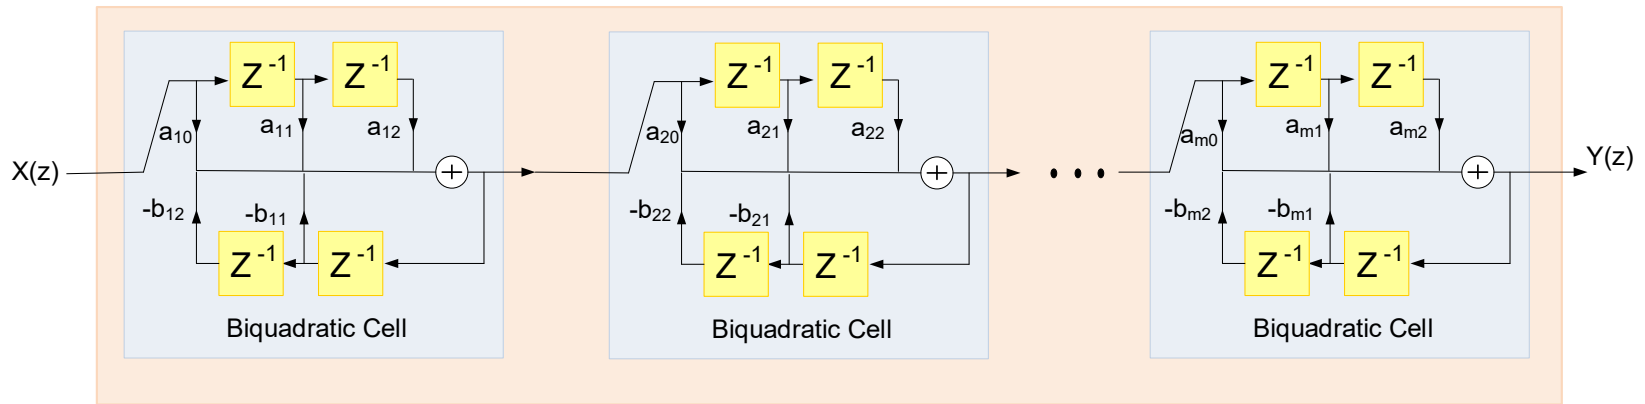 Z⁻¹ Z⁻¹ Z⁻¹ Z⁻¹ Z⁻¹ Z⁻¹
a₁₀ a₁₁ a₁₂ a₂₀ a₂₁ a₂₂ aₘ₀ aₘ₁ aₘ₂
X(z) + + • • • + Y(z)
-b₁₂ -b₁₁ -b₂₂ -b₂₁ -bₘ₂ -bₘ₁
Z⁻¹ Z⁻¹ Z⁻¹ Z⁻¹ Z⁻¹ Z⁻¹
Biquadratic Cell Biquadratic Cell Biquadratic Cell